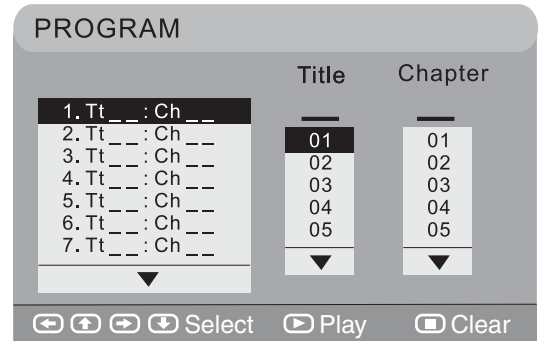 PROGRAM
Title Chapter
1. Tt _ _ : Ch _ _
2. Tt _ _ : Ch _ _
3. Tt _ _ : Ch _ _
4. Tt _ _ : Ch _ _
5. Tt _ _ : Ch _ _
6. Tt _ _ : Ch _ _
7. Tt _ _ : Ch _ _
01
02
03
04
05
01
02
03
04
05
Select Play Clear